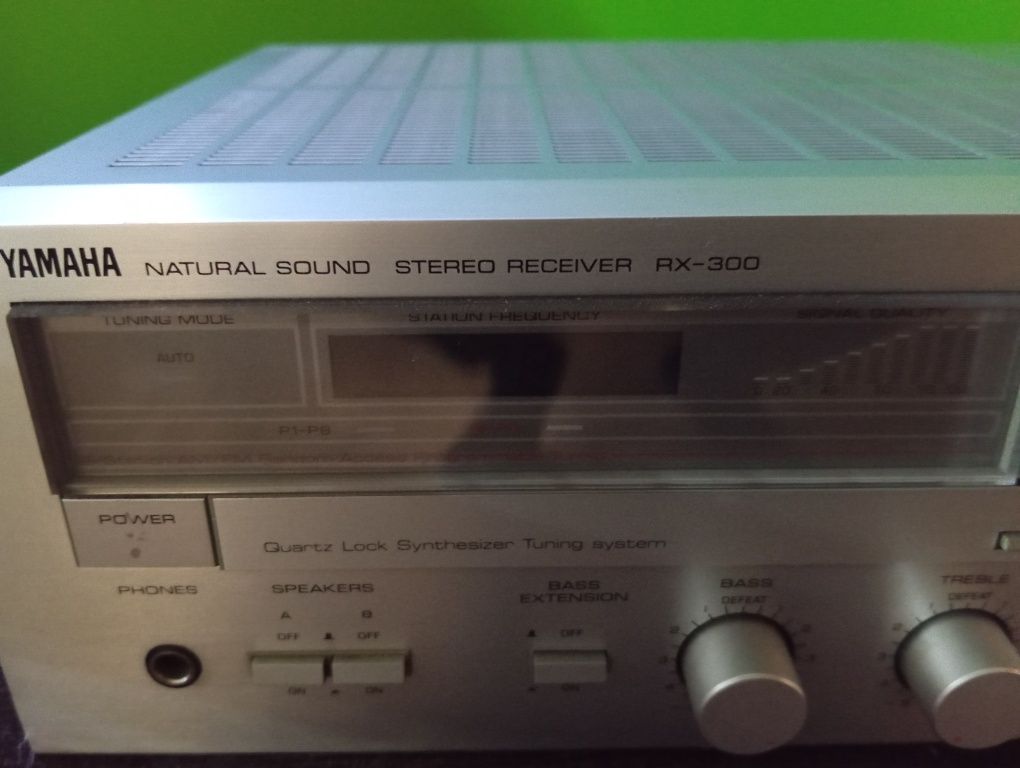 YAMAHA NATURAL SOUND STEREO RECEIVER RX-300
TUNING MODE STATION FREQUENCY SIGNAL QUALITY
AUTO
P1-P8
POWER
Quartz Lock Synthesizer Tuning system
PHONES SPEAKERS BASS EXTENSION BASS TREBLE
A B DEFEAT DEFEAT
OFF OFF OFF
ON ON ON